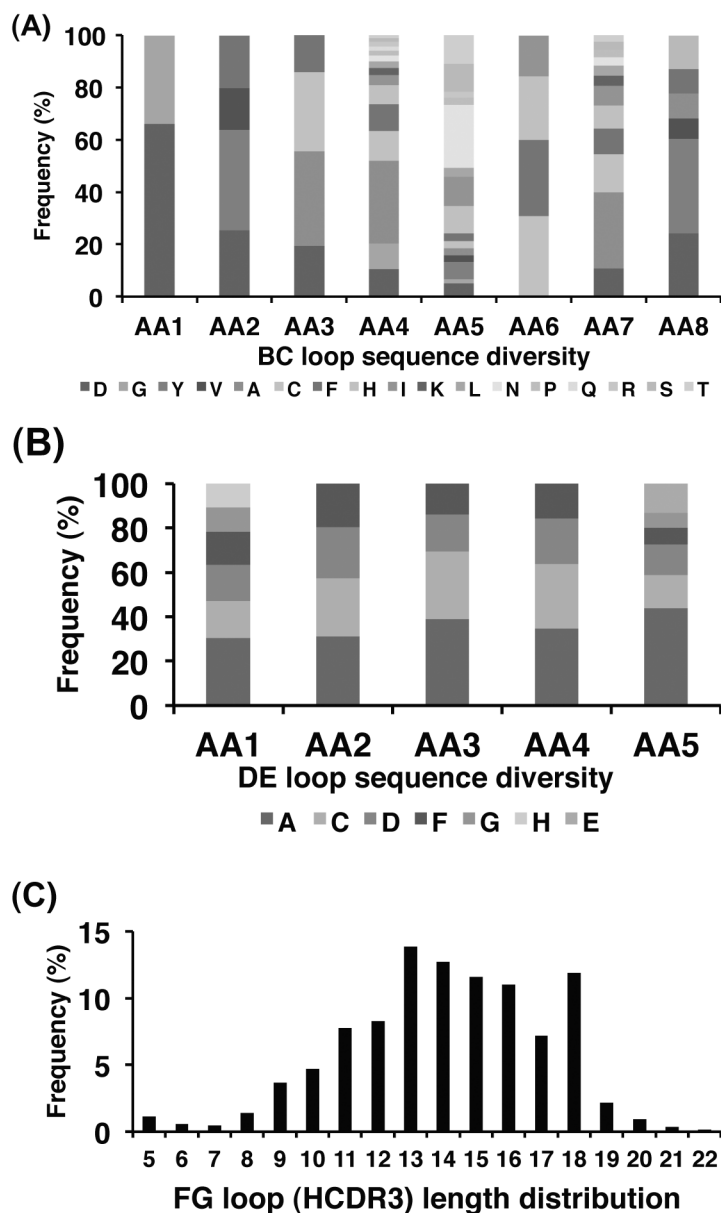 (A)
Frequency (%)
100
80
60
40
20
0
AA1 AA2 AA3 AA4 AA5 AA6 AA7 AA8
BC loop sequence diversity
D G Y V A C F H I K L N P Q R S T
(B)
Frequency (%)
100
80
60
40
20
0
AA1 AA2 AA3 AA4 AA5
DE loop sequence diversity
A C D F G H E
(C)
Frequency (%)
15
10
5
0
5 6 7 8 9 10 11 12 13 14 15 16 17 18 19 20 21 22
FG loop (HCDR3) length distribution